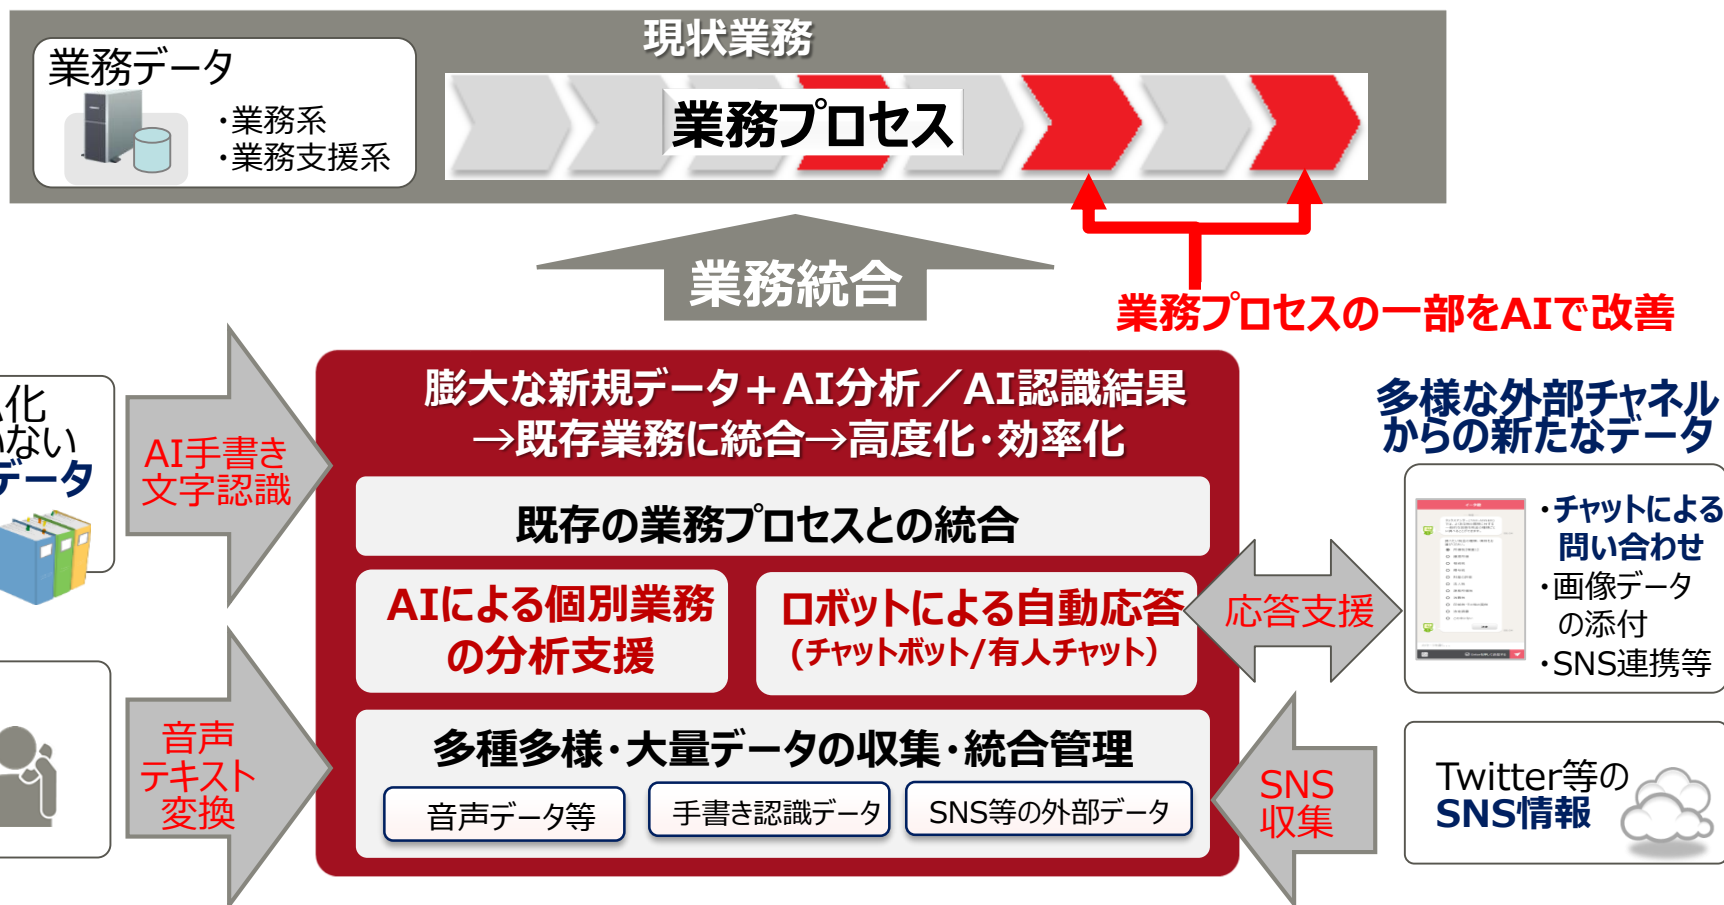 現状業務
業務データ
・業務系
・業務支援系
業務プロセス
業務統合
業務プロセスの一部をAIで改善
化
いない
データ
AI手書き
文字認識
音声
テキスト
変換
膨大な新規データ+AI分析/AI認識結果
→既存業務に統合→高度化・効率化
既存の業務プロセスとの統合
AIによる個別業務
の分析支援
ロボットによる自動応答
(チャットボット/有人チャット)
多種多様・大量データの収集・統合管理
音声データ等
手書き認識データ
SNS等の外部データ
応答支援
SNS
収集
多様な外部チャネル
からの新たなデータ
・チャットによる
問い合わせ
・画像データ
の添付
・SNS連携等
Twitter等の
SNS情報